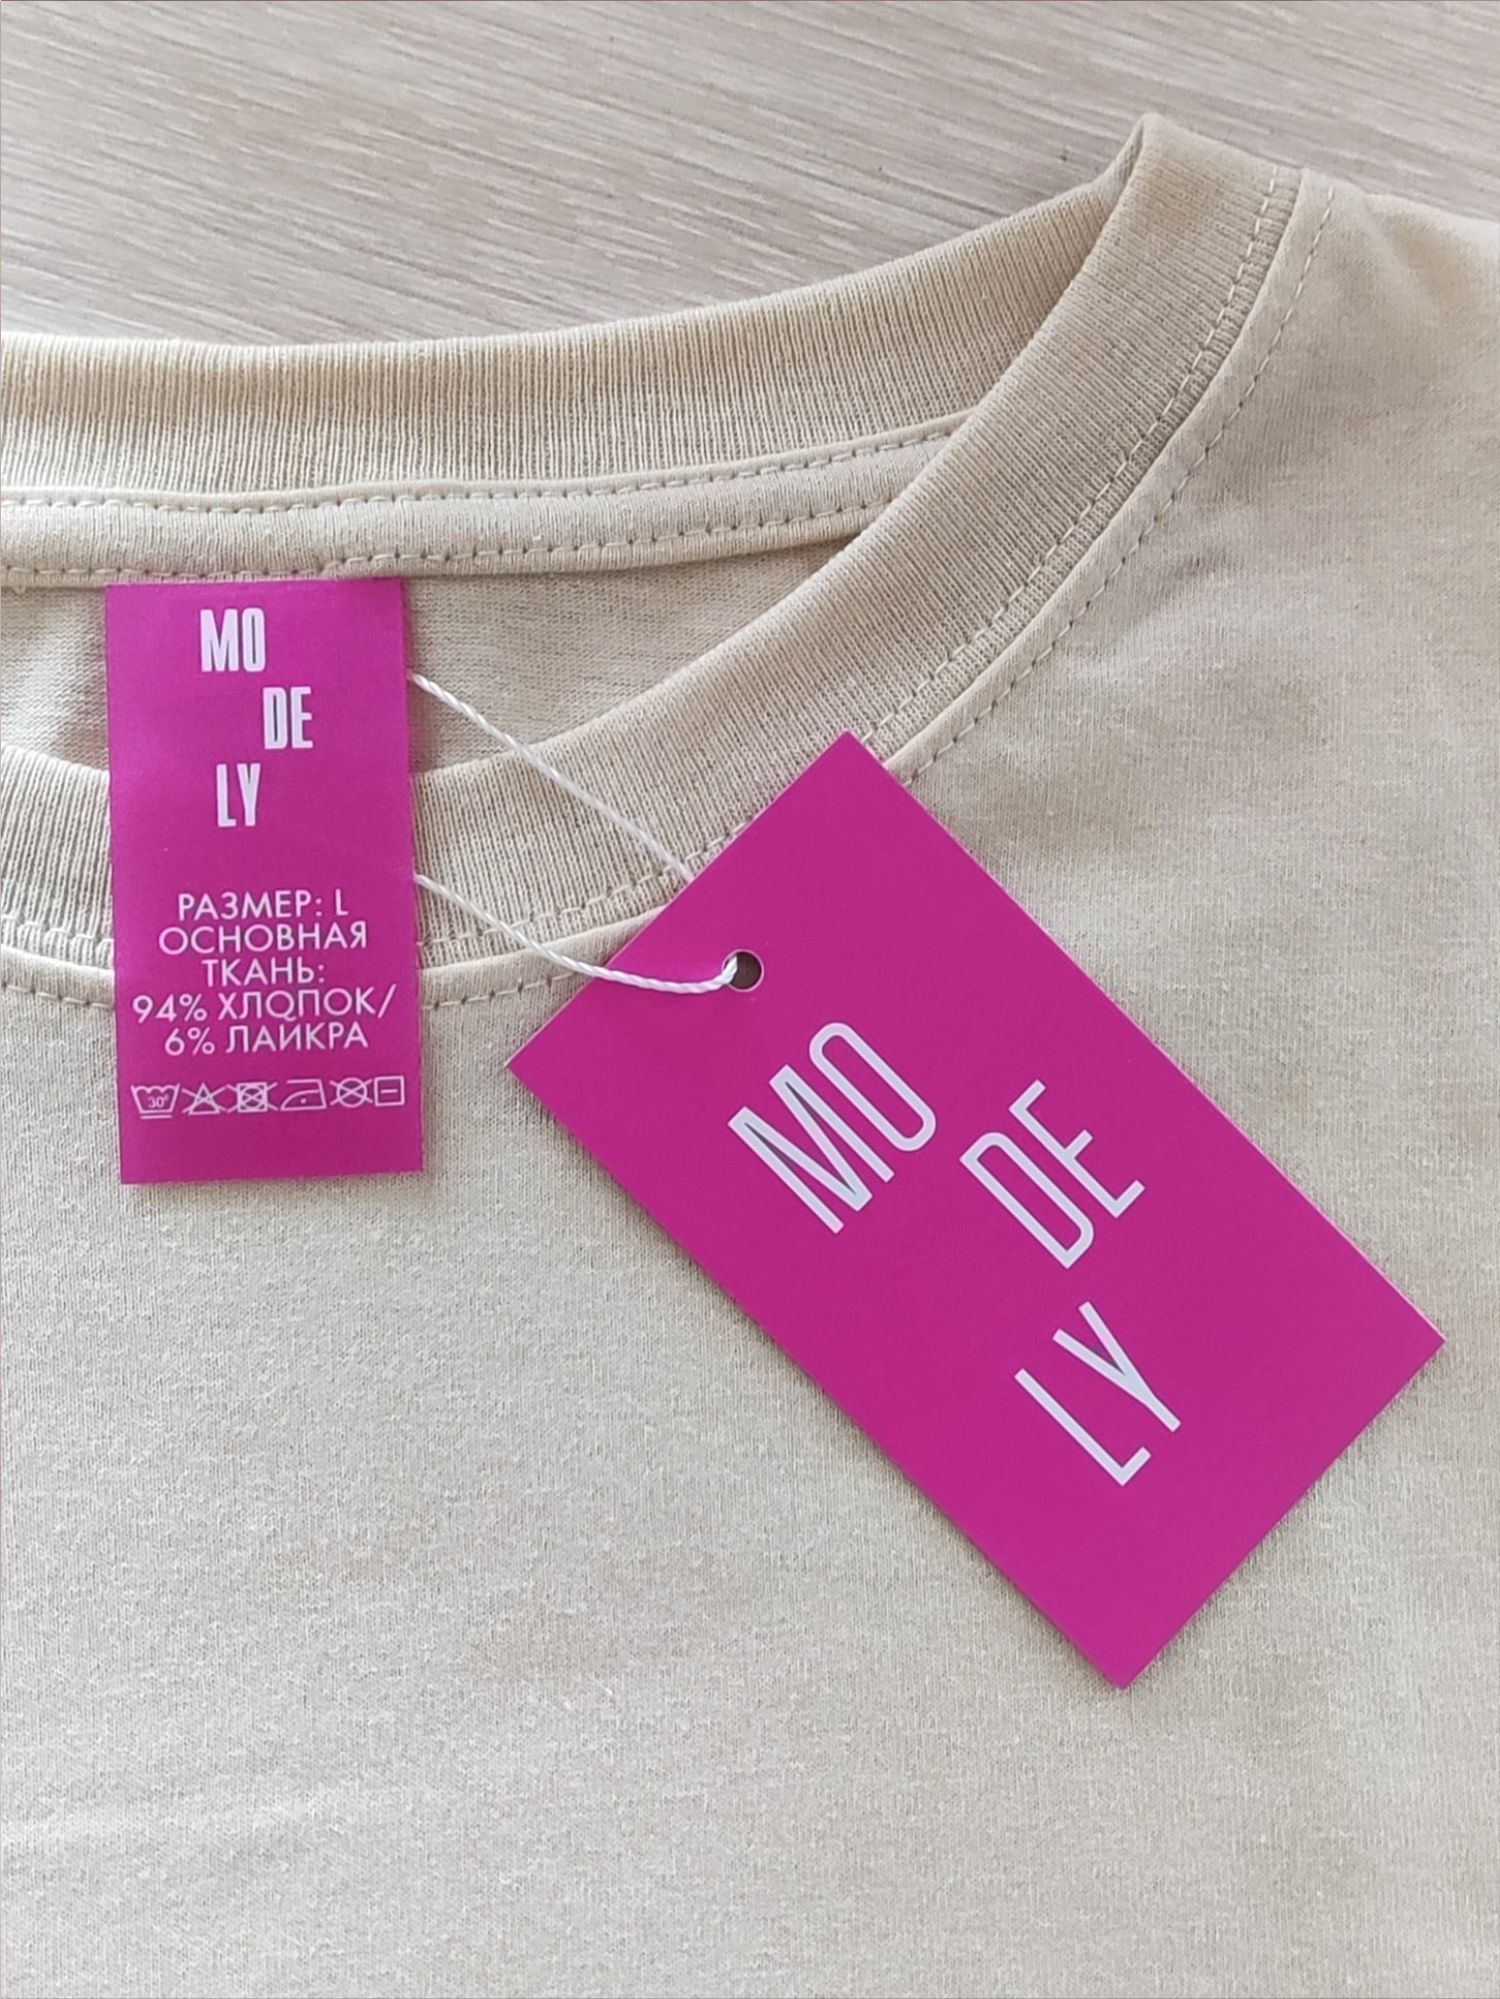 MO
DE
LY
РАЗМЕР: L
ОСНОВНАЯ
ТКАНЬ:
94% ХЛОПОК/
6% ЛАЙКРА
30°
MO
DE
LY